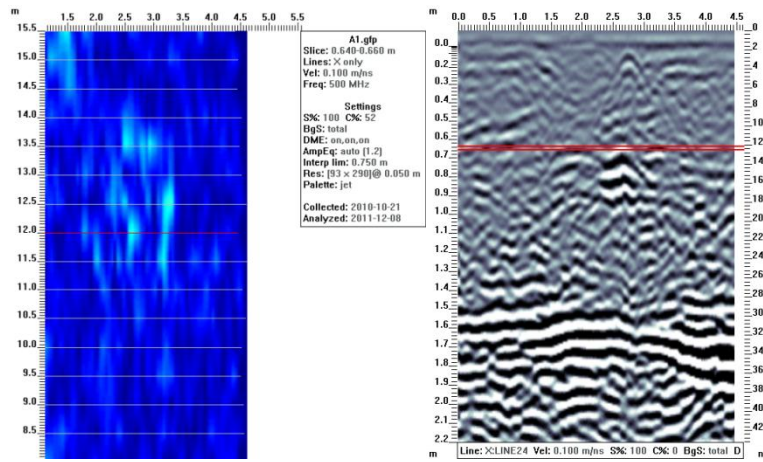 m
1.5 2.0 2.5 3.0 3.5 4.0 4.5 5.0 5.5
15.5
15.0
14.5
14.0
13.5
13.0
12.5
12.0
11.5
11.0
10.5
10.0
9.5
9.0
8.5
A1.gfp
Slice: 0.640-0.660 m
Lines: X only
Vel: 0.100 m/ns
Freq: 500 MHz
Settings
S%: 100 C%: 52
BgS: total
DME: on,on,on
AmpEq: auto [1.2]
Interp lim: 0.750 m
Res: [93 x 290]@ 0.050 m
Palette: jet
Collected: 2010-10-21
Analyzed: 2011-12-08
m
0.0 0.5 1.0 1.5 2.0 2.5 3.0 3.5 4.0 4.5
0.0
0.1
0.2
0.3
0.4
0.5
0.6
0.7
0.8
0.9
1.0
1.1
1.2
1.3
1.4
1.5
1.6
1.7
1.8
1.9
2.0
2.1
2.2
0
2
4
6
8
10
12
14
16
18
20
22
24
26
28
30
32
34
36
38
40
42
m
Line: X:LINE24 Vel: 0.100 m/ns S%: 100 C%: 0 BgS: total D